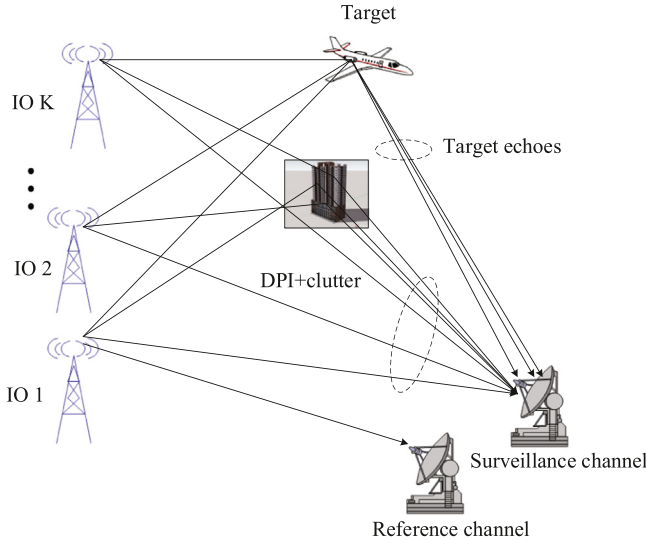 Target
IO K
Target echoes
IO 2
DPI+clutter
IO 1
Surveillance channel
Reference channel